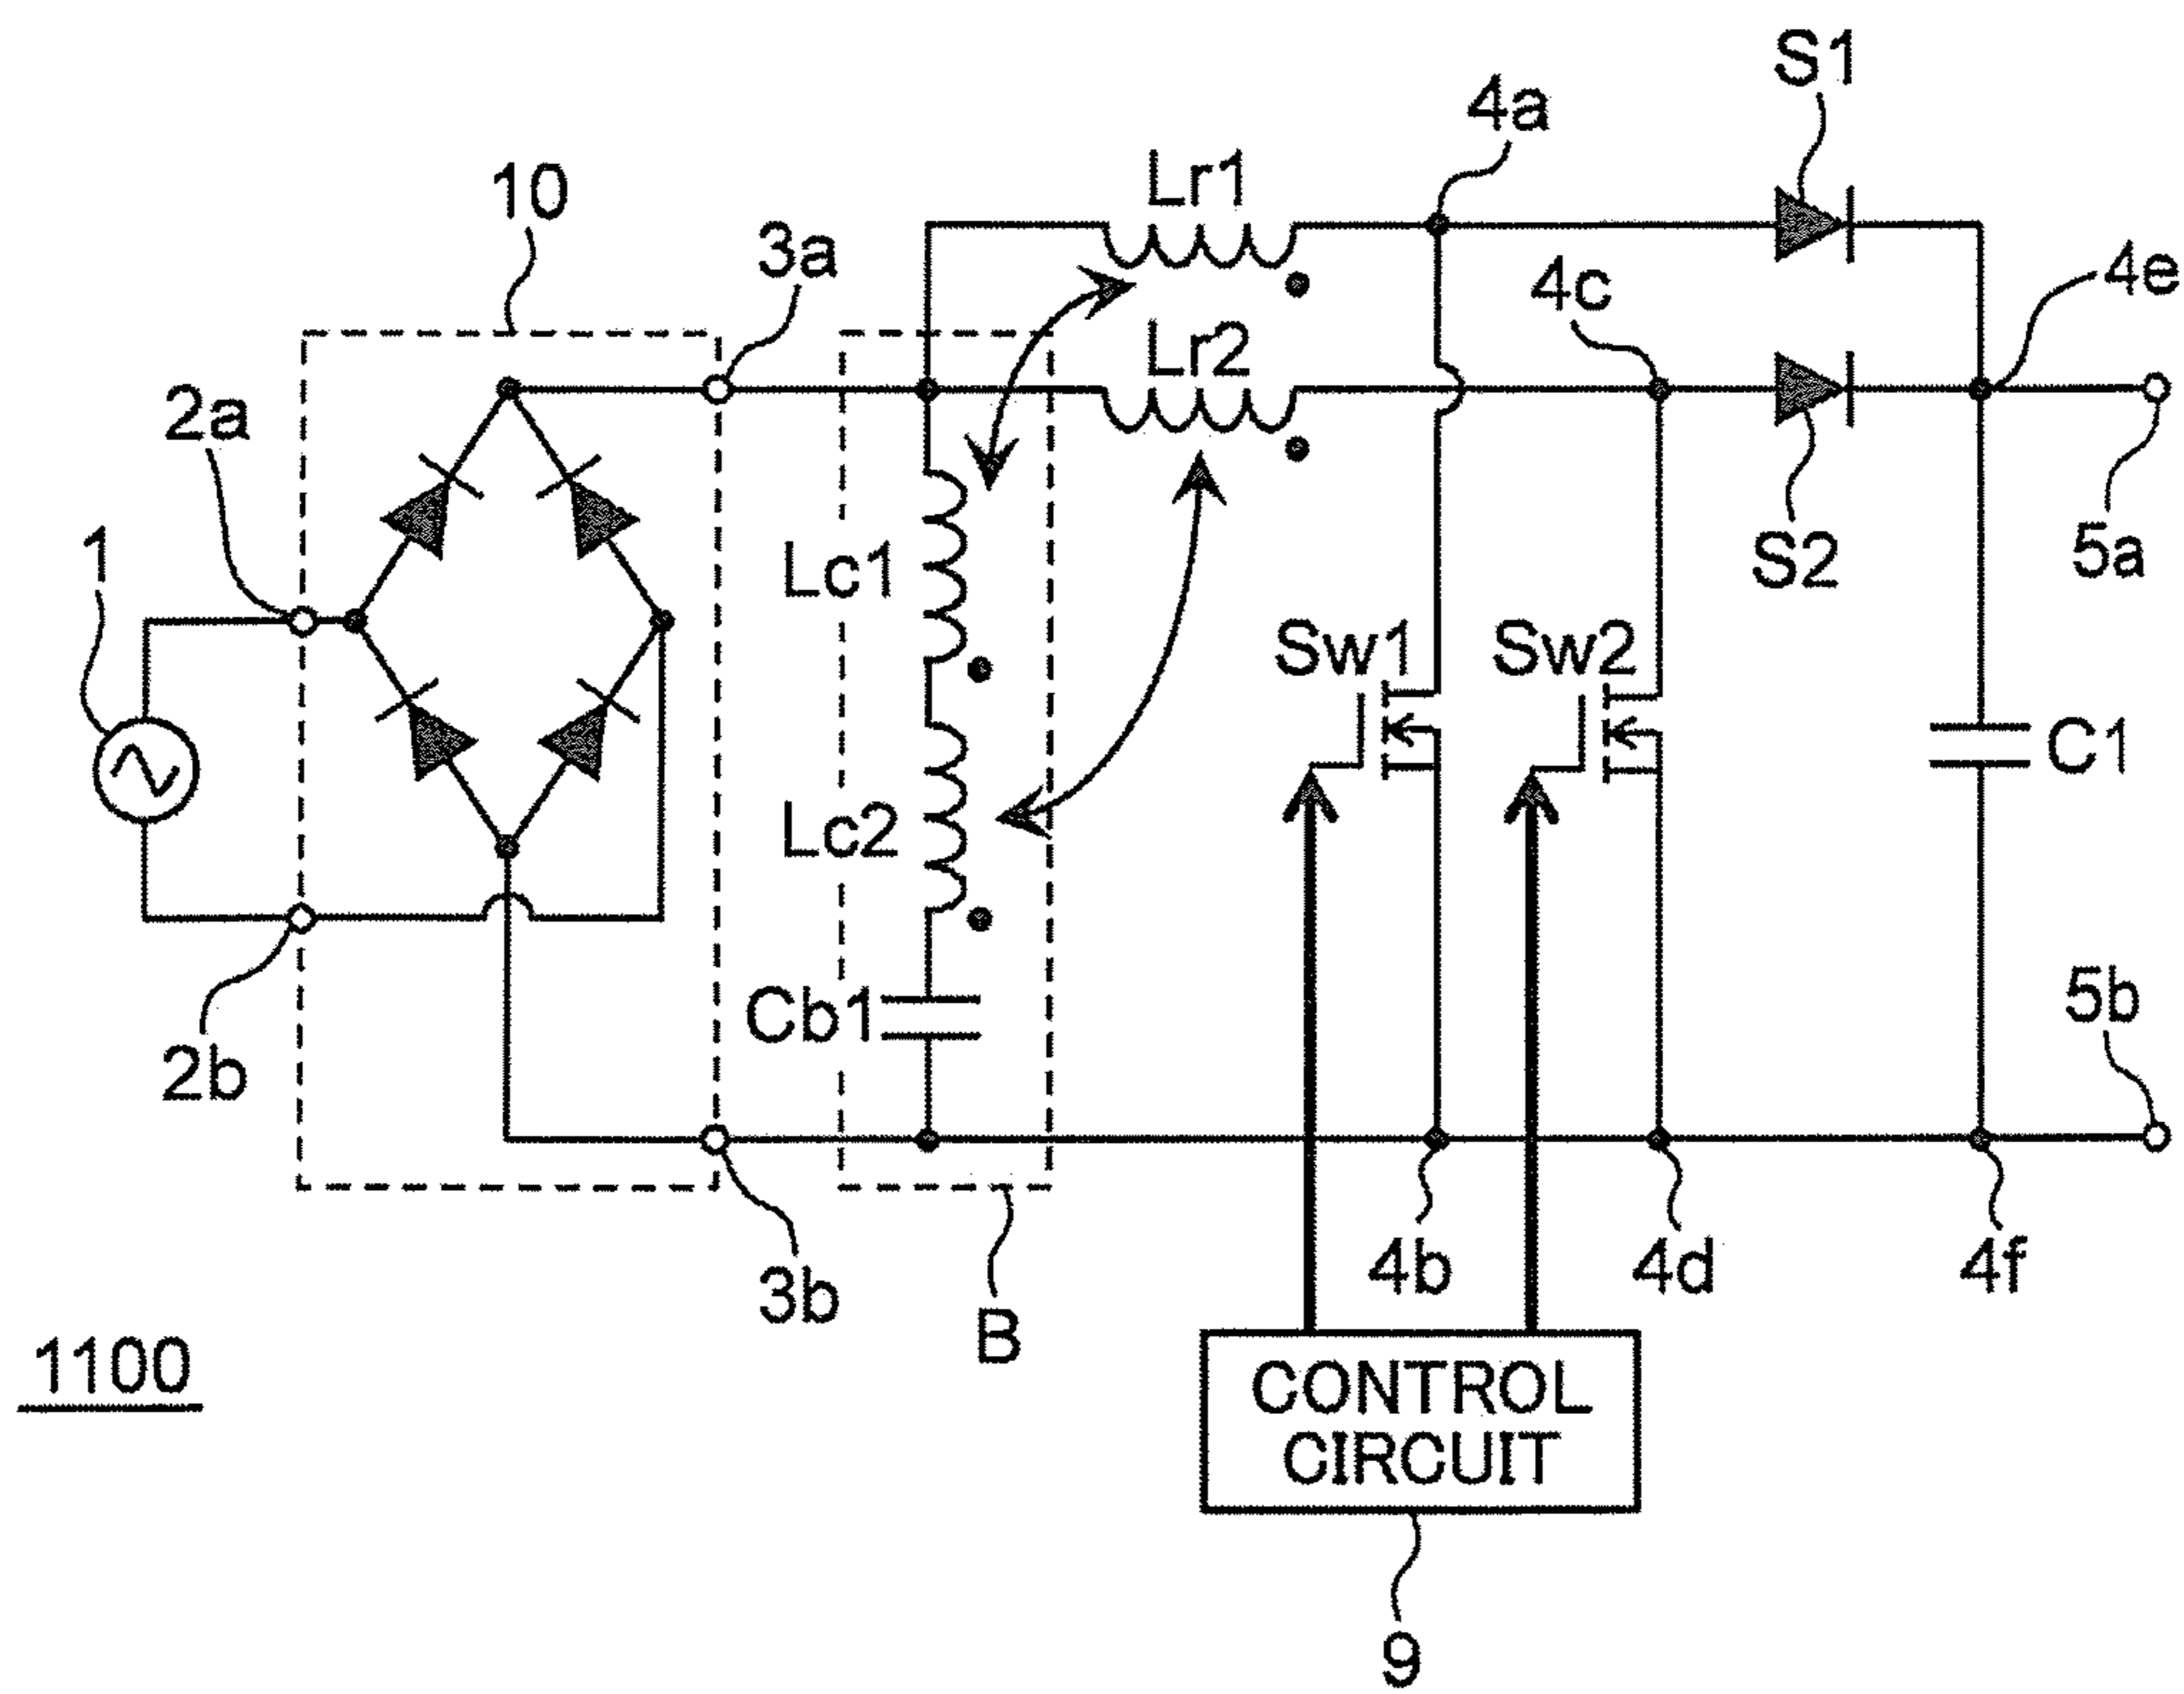 S1
4a
Lr1
10
3a
4c
4e
Lr2
2a
5a
S2
1
Lc1
Sw1
Sw2
C1
Lc2
5b
Cb1
2b
4b
4d
4f
3b
B
1100
CONTROL
CIRCUIT
9